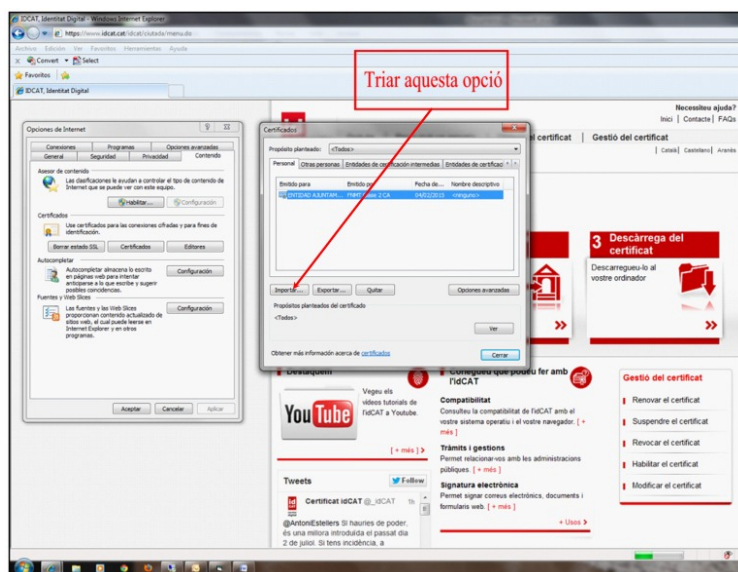 IDCAT, Identitat Digital - Windows Internet Explorer
https://www.idcat.cat/idcat/ciutada/menu.do
Archivo Edición Ver Favoritos Herramientas Ayuda
x Convert Select
Favoritos
IDCAT, Identitat Digital
Triar aquesta opció
Necessiteu ajuda?
Inici | Contacte | FAQs
el certificat | Gestió del certificat
| Català | Castellano | Aranés
Opciones de Internet
Conexiones Programas Opciones avanzadas
General Seguridad Privacidad Contenido
Asesor de contenido
Las clasificaciones le ayudan a controlar el tipo de contenido de
Internet que se puede ver con este equipo.
Habilitar... Configuración
Certificados
Usa certificados para las conexiones cifradas y para fines de
identificación.
Borrar estado SSL Certificados Editores
Autocompletar
Autocompletar almacena lo escrito
en páginas web para intentar
anticiparse a lo que escribe y sugerir
posibles coincidencias.
Configuración
Fuentes y Web Slices
Las fuentes y las Web Slices
proporcionan contenido actualizado de
sitios web, el cual puede leerse en
Internet Explorer y en otros
programas.
Configuración
Aceptar Cancelar Aplicar
Certificados
Propósito planteado: <Todos>
Personal Otras personas Entidades de certificación intermedias Entidades de certificac
Emitido para Emitido por Fecha de... Nombre descriptivo
ENTIDAD AJUNTAM... 2 CA <ninguno>
Importar... Exportar... Quitar Opciones avanzadas
Propósitos planteados del certificado
<Todos>
Ver
Obtener más información acerca de certificados
Cerrar
3 Descàrrega del
certificat
Descarregueu-lo al
vostre ordinador
Destaquem
Vegeu els
vídeos tutorials de
l'idCAT a Youtube.
YouTube
[ + més ]
Tweets Follow
Certificat idCAT @_idCAT 1h
@AntoniEstellers Si hauries de poder,
és una millora introduïda el passat dia
2 de juliol. Si tens incidència, a
Conegueu què podeu fer amb
l'idCAT
Compatibilitat
Consulteu la compatibilitat de l'idCAT amb el
vostre sistema operatiu i el vostre navegador. [ +
més ]
Tràmits i gestions
Permet relacionar-vos amb les administracions
públiques. [ + més ]
Signatura electrònica
Permet signar correus electrònics, documents i
formularis web. [ + més ]
+ Usos
Gestió del certificat
Renovar el certificat
Suspendre el certificat
Revocar el certificat
Habilitar el certificat
Modificar el certificat